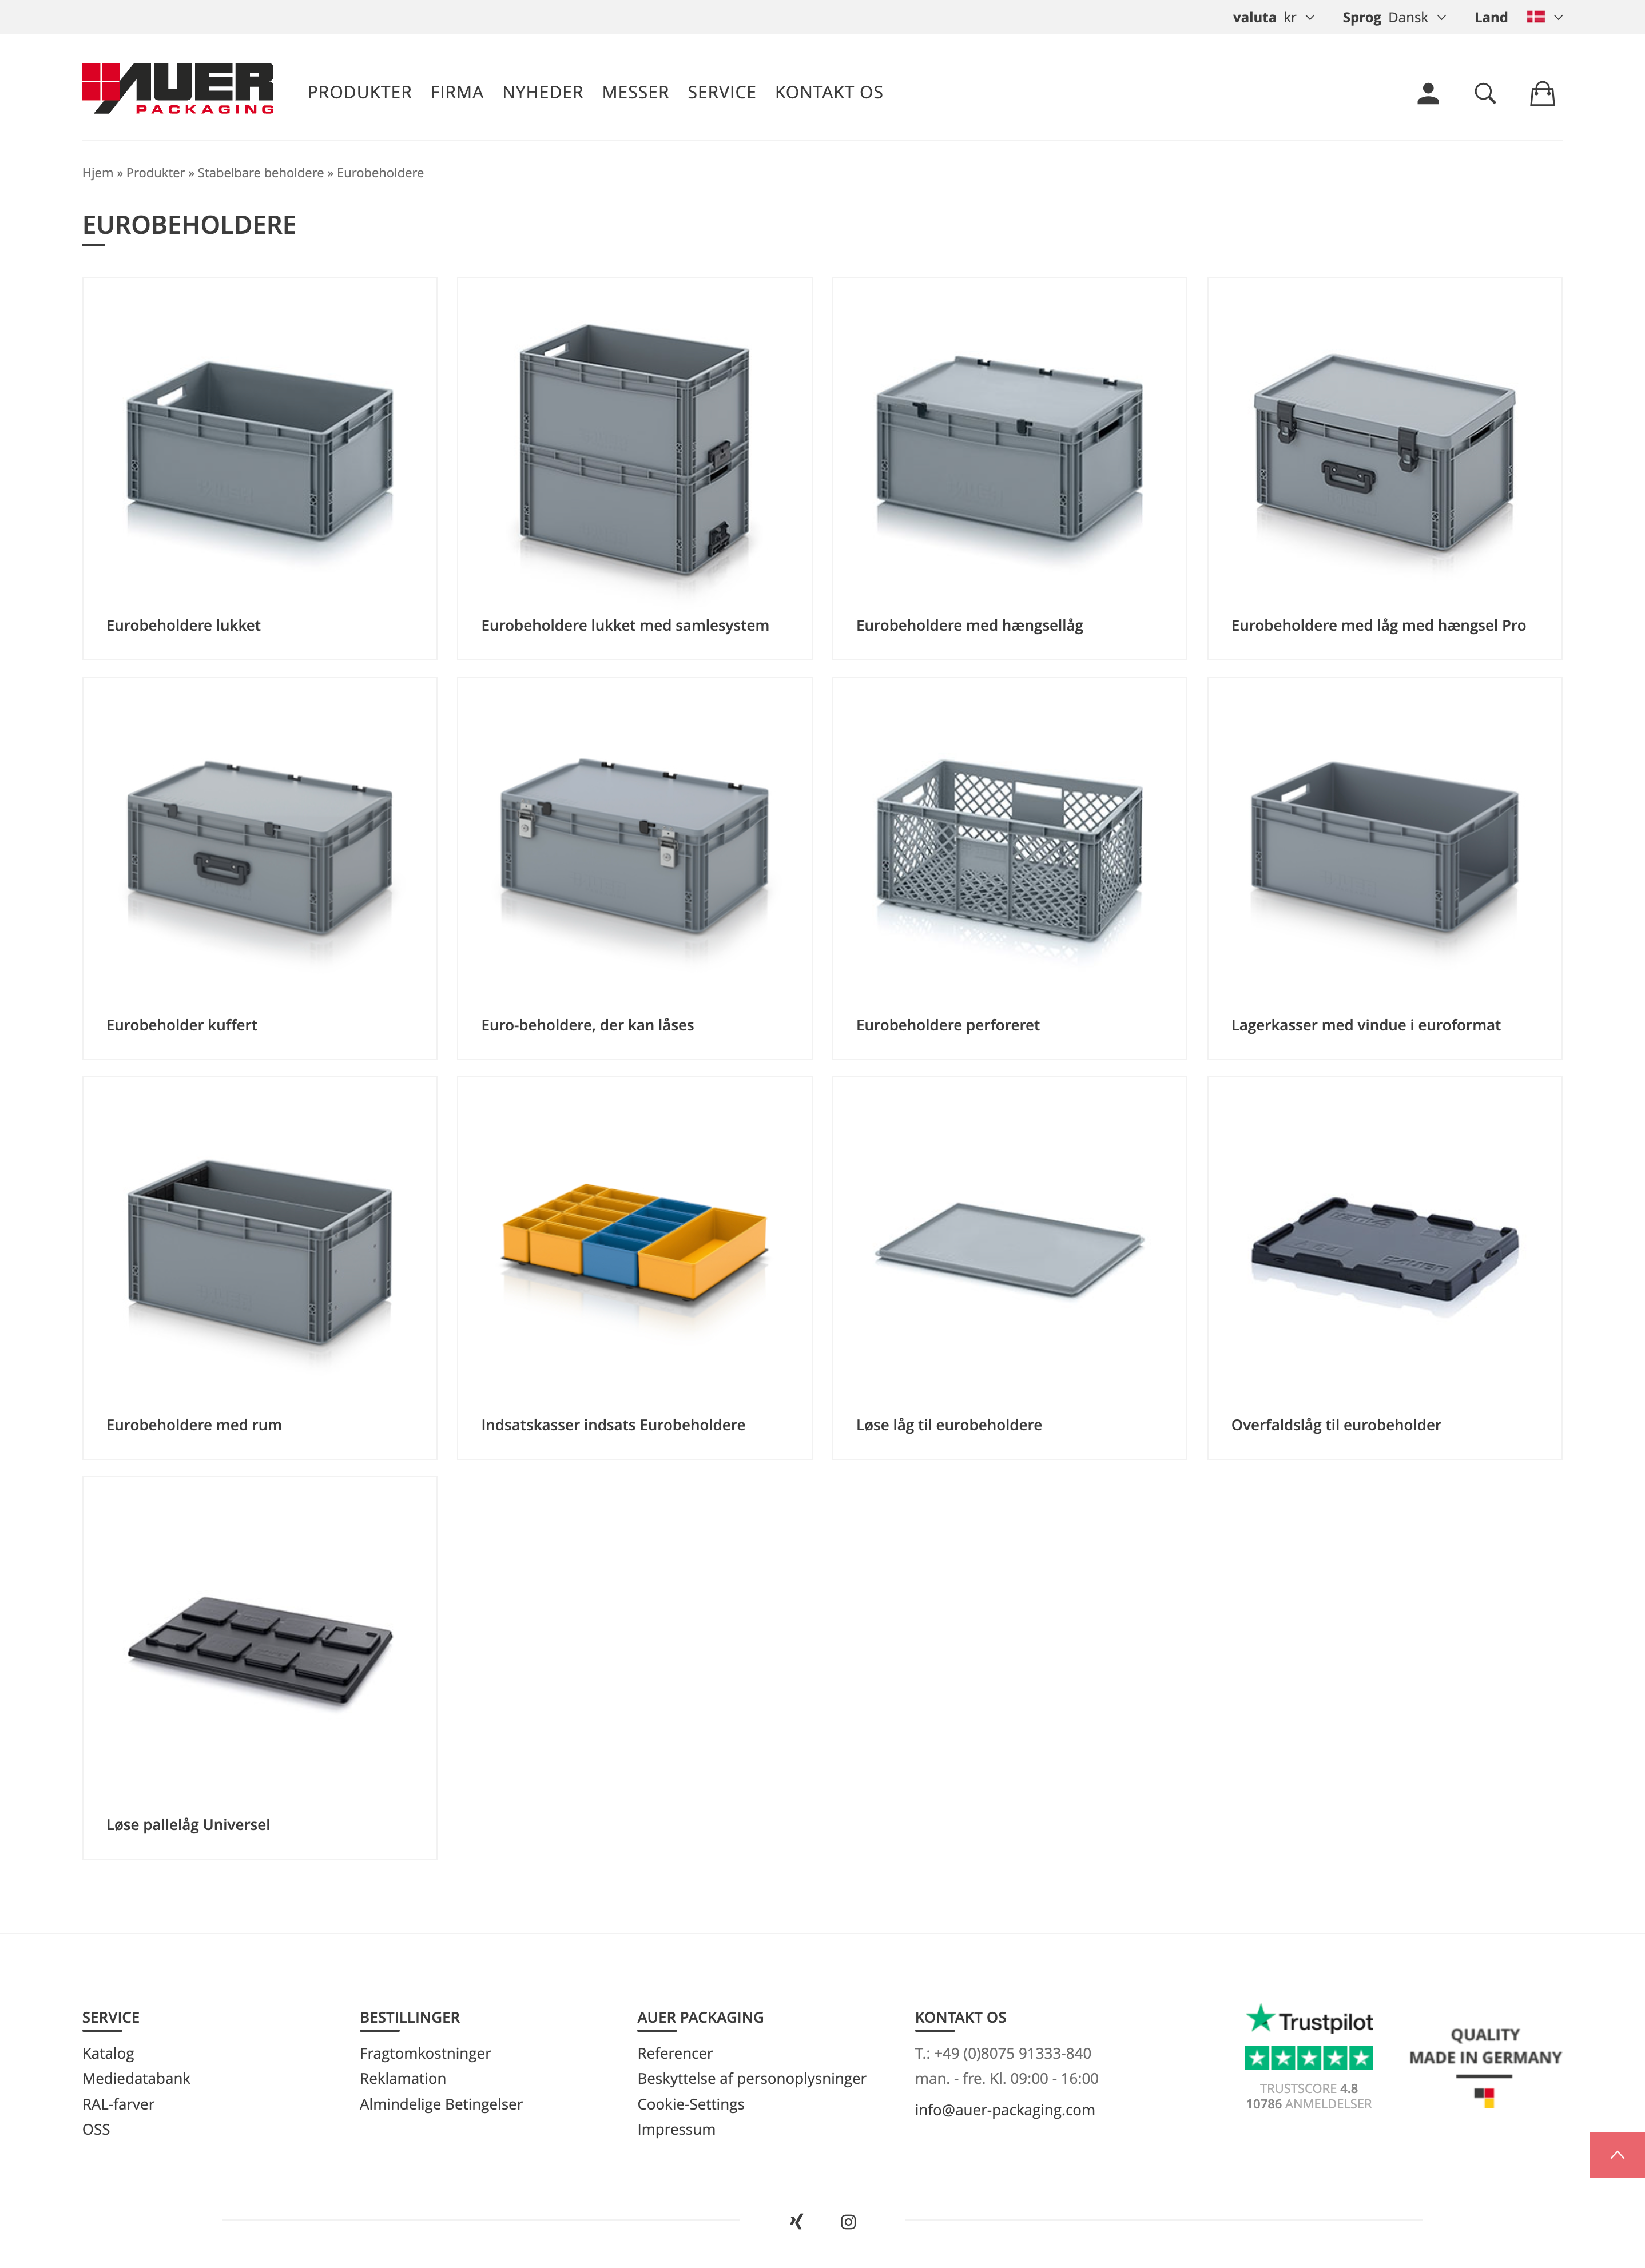 valuta kr Sprog Dansk Land
AUER
PACKAGING
PRODUKTER FIRMA NYHEDER MESSER SERVICE KONTAKT OS
Hjem » Produkter » Stabelbare beholdere » Eurobeholdere
EUROBEHOLDERE
Eurobeholdere lukket
Eurobeholdere lukket med samlesystem
Eurobeholdere med hængsellåg
Eurobeholdere med låg med hængsel Pro
Eurobeholder kuffert
Euro-beholdere, der kan låses
Eurobeholdere perforeret
Lagerkasser med vindue i euroformat
Eurobeholdere med rum
Indsatskasser indsats Eurobeholdere
Løse låg til eurobeholdere
AUER
Overfaldslåg til eurobeholder
Løse pallelåg Universel
SERVICE
Katalog
Mediedatabank
RAL-farver
OSS
BESTILLINGER
Fragtomkostninger
Reklamation
Almindelige Betingelser
AUER PACKAGING
Referencer
Beskyttelse af personoplysninger
Cookie-Settings
Impressum
KONTAKT OS
T.: +49 (0)8075 91333-840
man. - fre. Kl. 09:00 - 16:00
info@auer-packaging.com
Trustpilot
TRUSTSCORE 4.8
10786 ANMELDELSER
QUALITY
MADE IN GERMANY